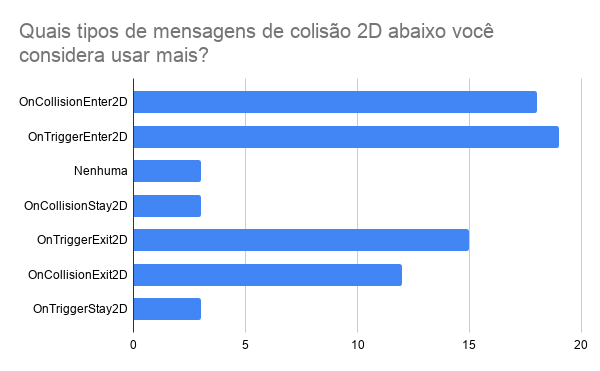 Quais tipos de mensagens de colisão 2D abaixo você
considera usar mais?
OnCollisionEnter2D
OnTriggerEnter2D
Nenhuma
OnCollisionStay2D
OnTriggerExit2D
OnCollisionExit2D
OnTriggerStay2D
0 5 10 15 20